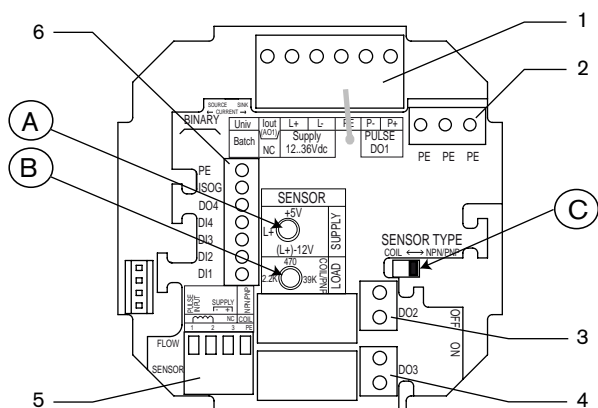 1
6
2
SOURCE SINK
← CURRENT →
BINARY
A
Univ Iout (AO1) L+ L- PE P- P+
Batch NC Supply 12..36Vdc PULSE DO1
PE PE PE
B
PE
ISOG
DO4
DI4
DI3
DI2
DI1
SENSOR
+5V
L+
(L+)-12V
SUPPLY
470
2.2K
39K
COIL/PNP
LOAD
C
SENSOR TYPE
COIL ←→ NPN/PNP
PULSE INPUT
SUPPLY
- +
NPN/PNP
NC COIL
1 2 3 PE
FLOW
SENSOR
DO2
OFF ON
3
DO3
5
4